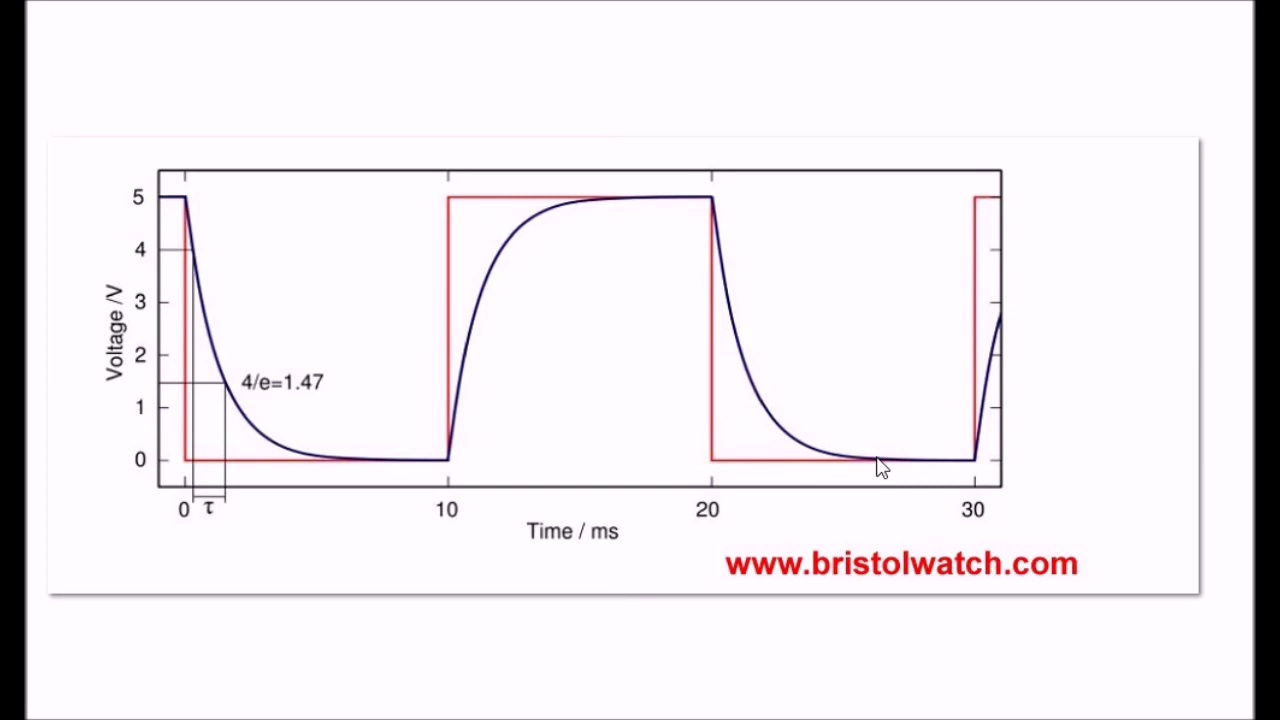 5
4
3
2
1
0
Voltage /V
4/e=1.47
0 τ 10 20 30
Time / ms
www.bristolwatch.com